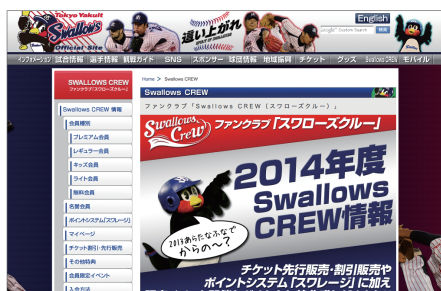 Tokyo Yakult
Swallows
Official Site
這い上がれ
English
Google Custom Search
検索
インフォメーション 試合情報 選手情報 観戦ガイド SNS スポンサー 球団情報 地域振興 チケット グッズ Swallows CREW モバイル
SWALLOWS CREW
ファンクラブ「スワローズクルー」
Home > Swallows CREW
Swallows CREW
Swallows CREW 情報
会員種別
プレミアム会員
レギュラー会員
キッズ会員
ライト会員
無料会員
名誉会員
ポイントシステム「スワレージ」
マイページ
チケット割引・先行販売
その他特典
会員限定イベント
入会方法
ファンクラブ「Swallows CREW（スワローズクルー）」
Swallows CreW ファンクラブ「スワローズクルー」
2014年度
Swallows
CREW情報
2013あらたなふなで
からの～？
チケット先行販売・割引販売や
ポイントシステム「スワレージ」に加え